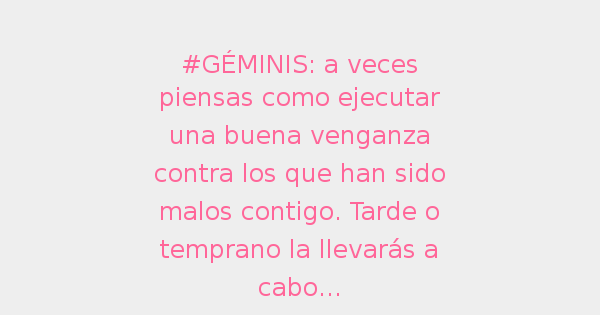 #GÉMINIS: a veces
piensas como ejecutar
una buena venganza
contra los que han sido
malos contigo. Tarde o
temprano la llevarás a
cabo...